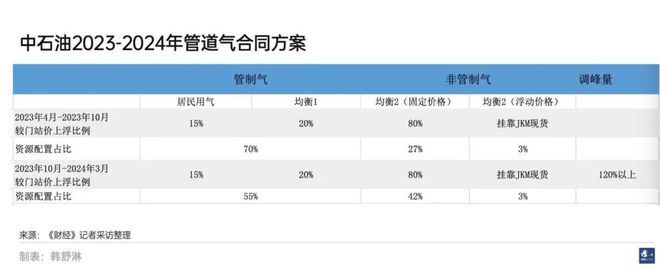 中石油2023-2024年管道气合同方案
管制气 非管制气 调峰量
居民用气 均衡1 均衡2（固定价格） 均衡2（浮动价格）
2023年4月-2023年10月
较门站价上浮比例 15% 20% 80% 挂靠JKM现货
资源配置占比 70% 27% 3%
2023年10月-2024年3月
较门站价上浮比例 15% 20% 80% 挂靠JKM现货 120%以上
资源配置占比 55% 42% 3%
来源：《财经》记者采访整理
制表：韩舒淋